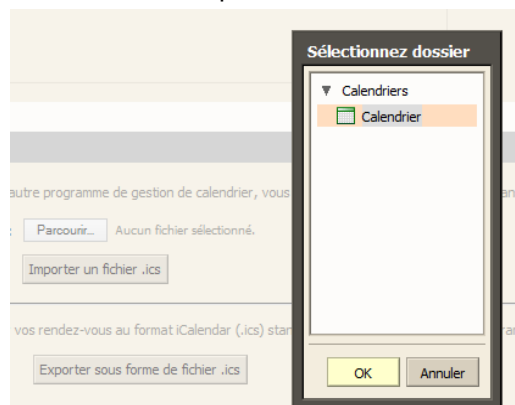 Sélectionnez dossier
Calendriers
Calendrier
autre programme de gestion de calendrier, vous
Parcourir... Aucun fichier sélectionné.
Importer un fichier .ics
vos rendez-vous au format iCalendar (.ics)
Exporter sous forme de fichier .ics
OK Annuler